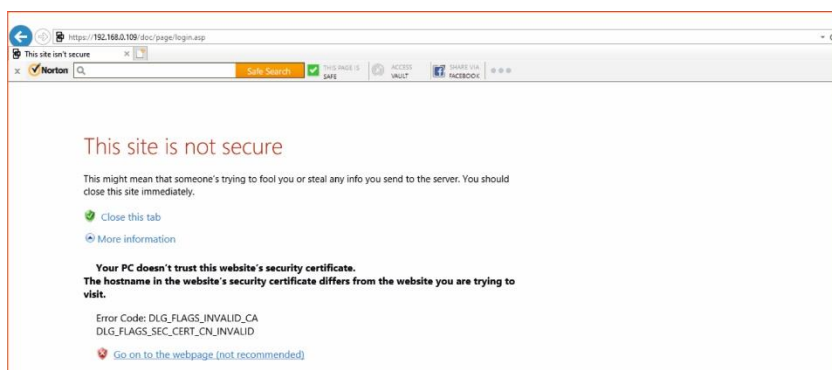 https://192.168.0.109/doc/page/login.asp
This site isn't secure
x Norton Safe Search THIS PAGE IS SAFE ACCESS VAULT SHARE VIA FACEBOOK
This site is not secure
This might mean that someone's trying to fool you or steal any info you send to the server. You should
close this site immediately.
Close this tab
More information
Your PC doesn't trust this website's security certificate.
The hostname in the website's security certificate differs from the website you are trying to
visit.
Error Code: DLG_FLAGS_INVALID_CA
DLG_FLAGS_SEC_CERT_CN_INVALID
Go on to the webpage (not recommended)